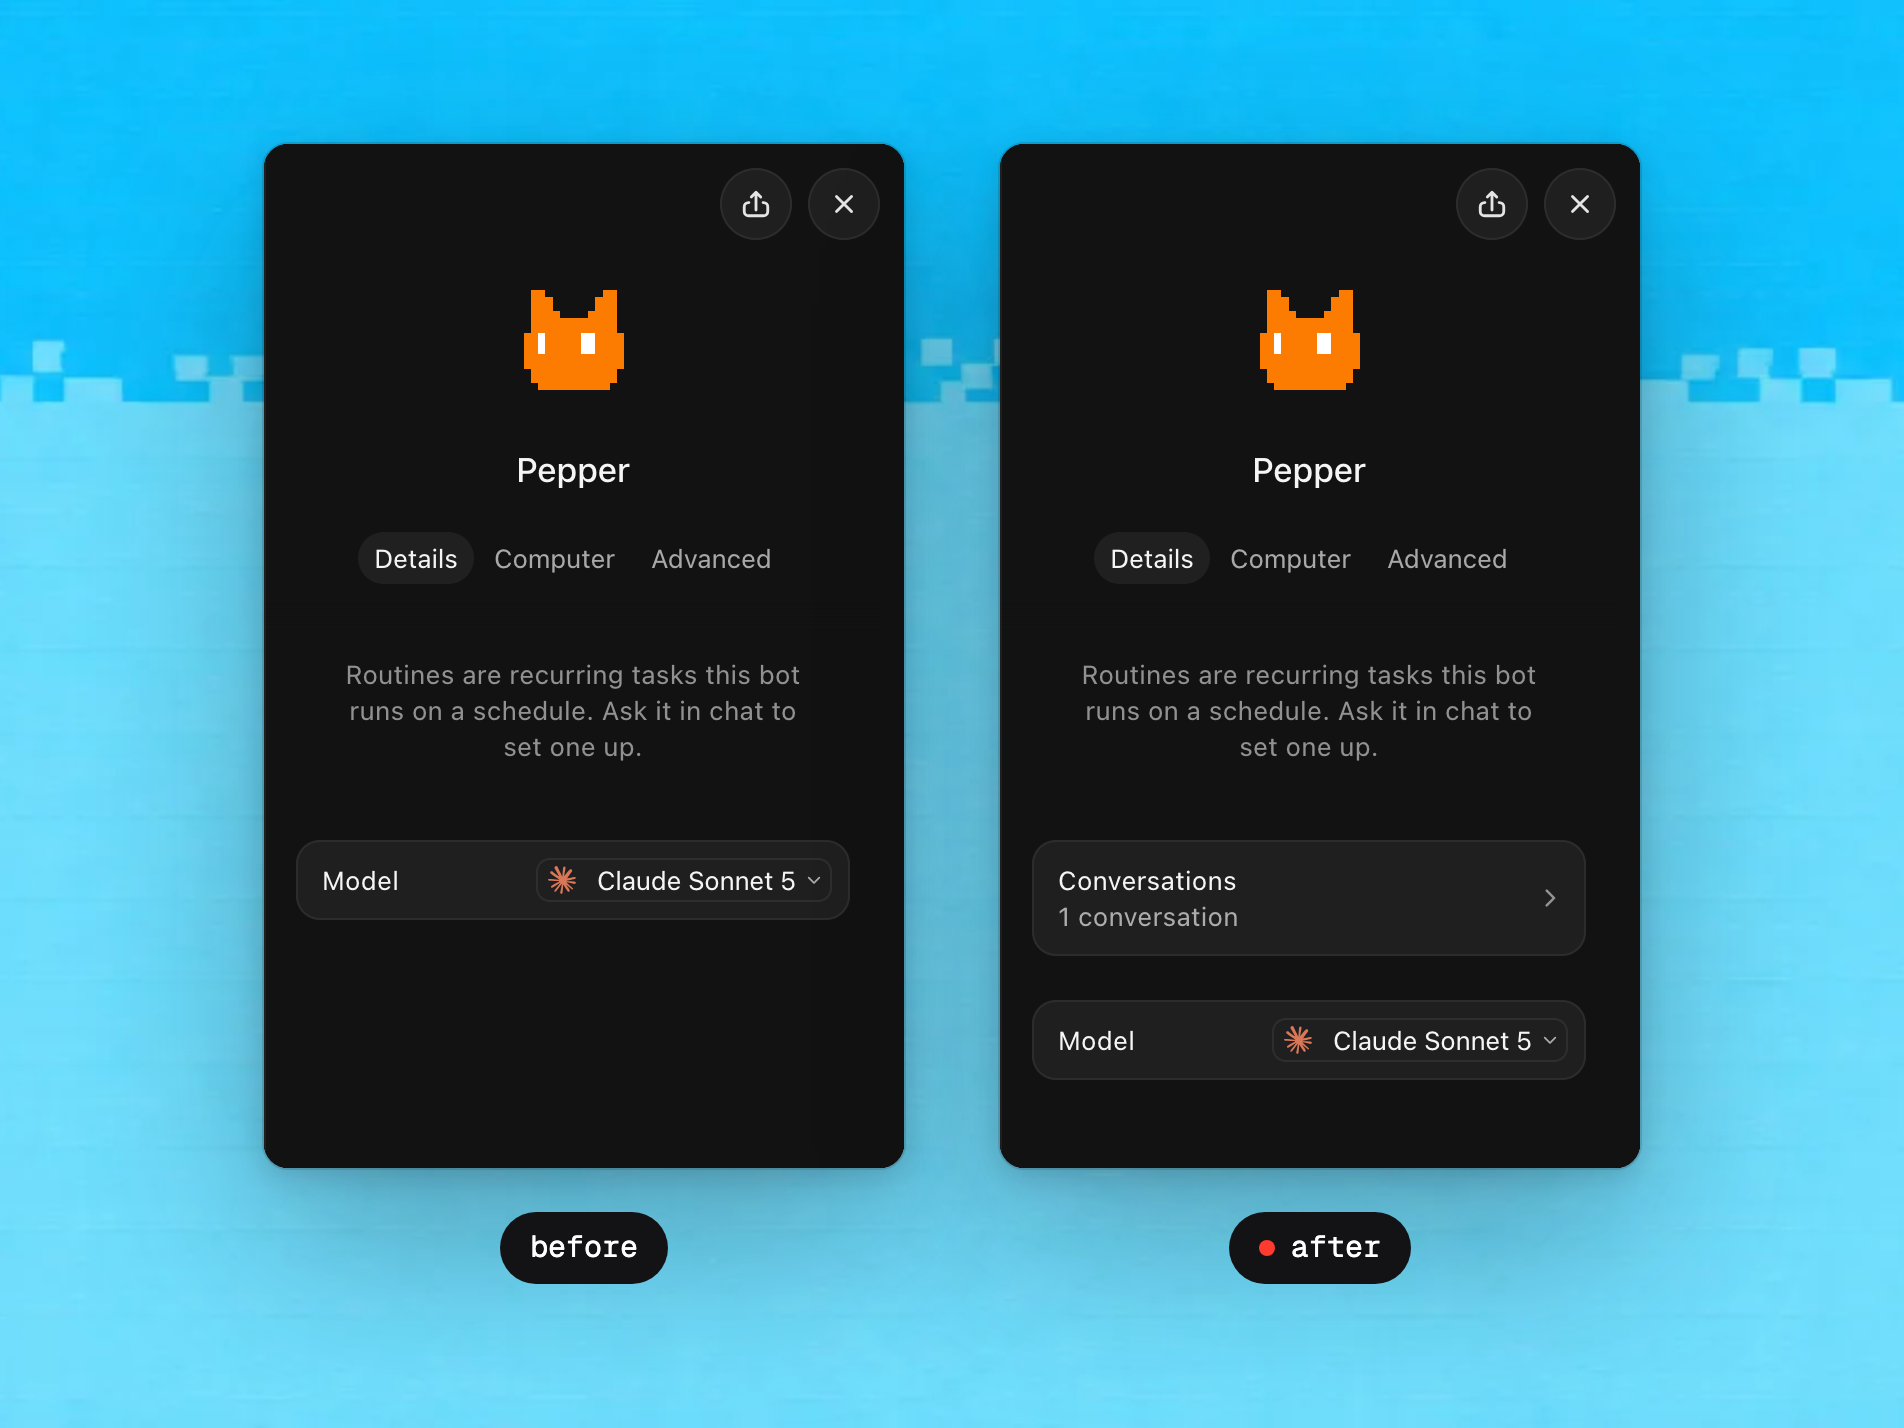 Pepper
Details Computer Advanced
Routines are recurring tasks this bot
runs on a schedule. Ask it in chat to
set one up.
Model Claude Sonnet 5
before
Pepper
Details Computer Advanced
Routines are recurring tasks this bot
runs on a schedule. Ask it in chat to
set one up.
Conversations
1 conversation
Model Claude Sonnet 5
after